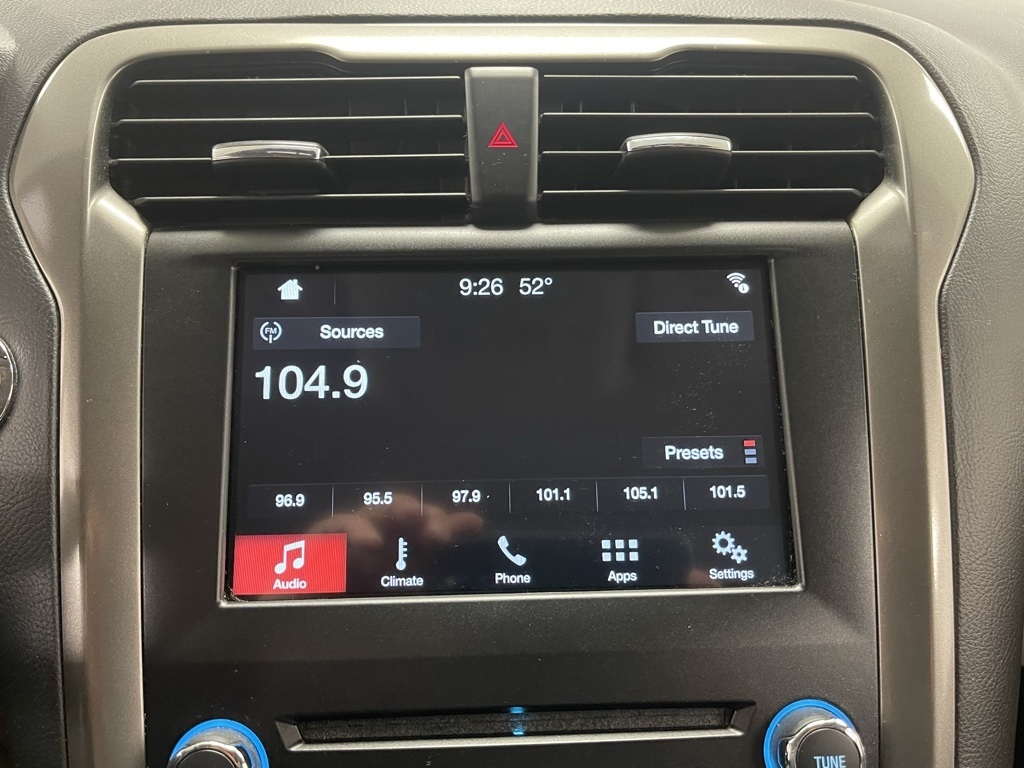 9:26 52°
FM Sources
Direct Tune
104.9
Presets
96.9 95.5 97.9 101.1 105.1 101.5
Audio Climate Phone Apps Settings
TUNE